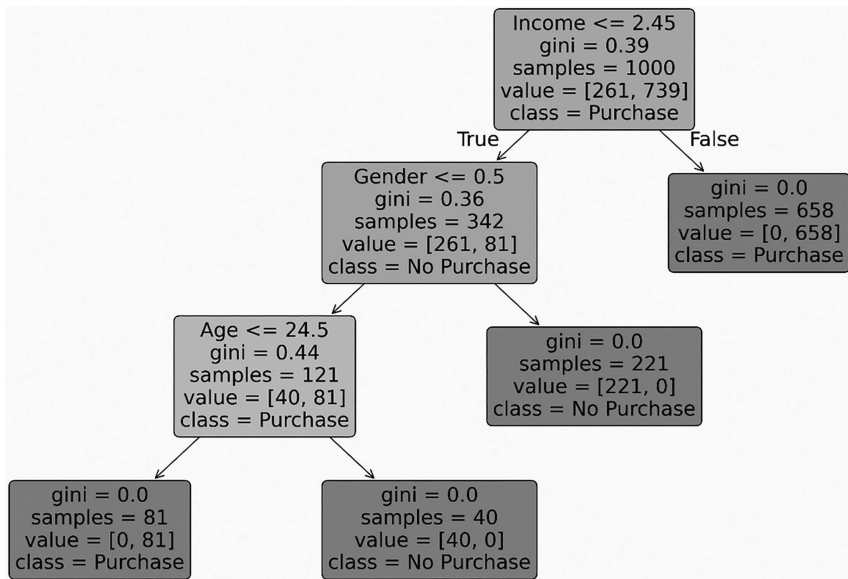 Income <= 2.45
gini = 0.39
samples = 1000
value = [261, 739]
class = Purchase
True
False
Gender <= 0.5
gini = 0.36
samples = 342
value = [261, 81]
class = No Purchase
gini = 0.0
samples = 658
value = [0, 658]
class = Purchase
Age <= 24.5
gini = 0.44
samples = 121
value = [40, 81]
class = Purchase
gini = 0.0
samples = 221
value = [221, 0]
class = No Purchase
gini = 0.0
samples = 81
value = [0, 81]
class = Purchase
gini = 0.0
samples = 40
value = [40, 0]
class = No Purchase